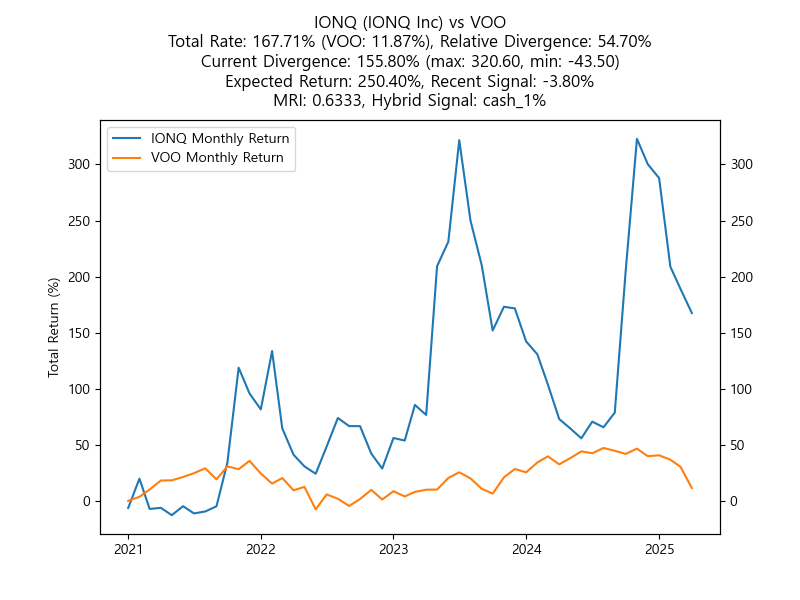 IONQ (IONQ Inc) vs VOO
Total Rate: 167.71% (VOO: 11.87%), Relative Divergence: 54.70%
Current Divergence: 155.80% (max: 320.60, min: -43.50)
Expected Return: 250.40%, Recent Signal: -3.80%
MRI: 0.6333, Hybrid Signal: cash_1%
IONQ Monthly Return
VOO Monthly Return
Total Return (%)
300
250
200
150
100
50
0
300
250
200
150
100
50
0
2021
2022
2023
2024
2025